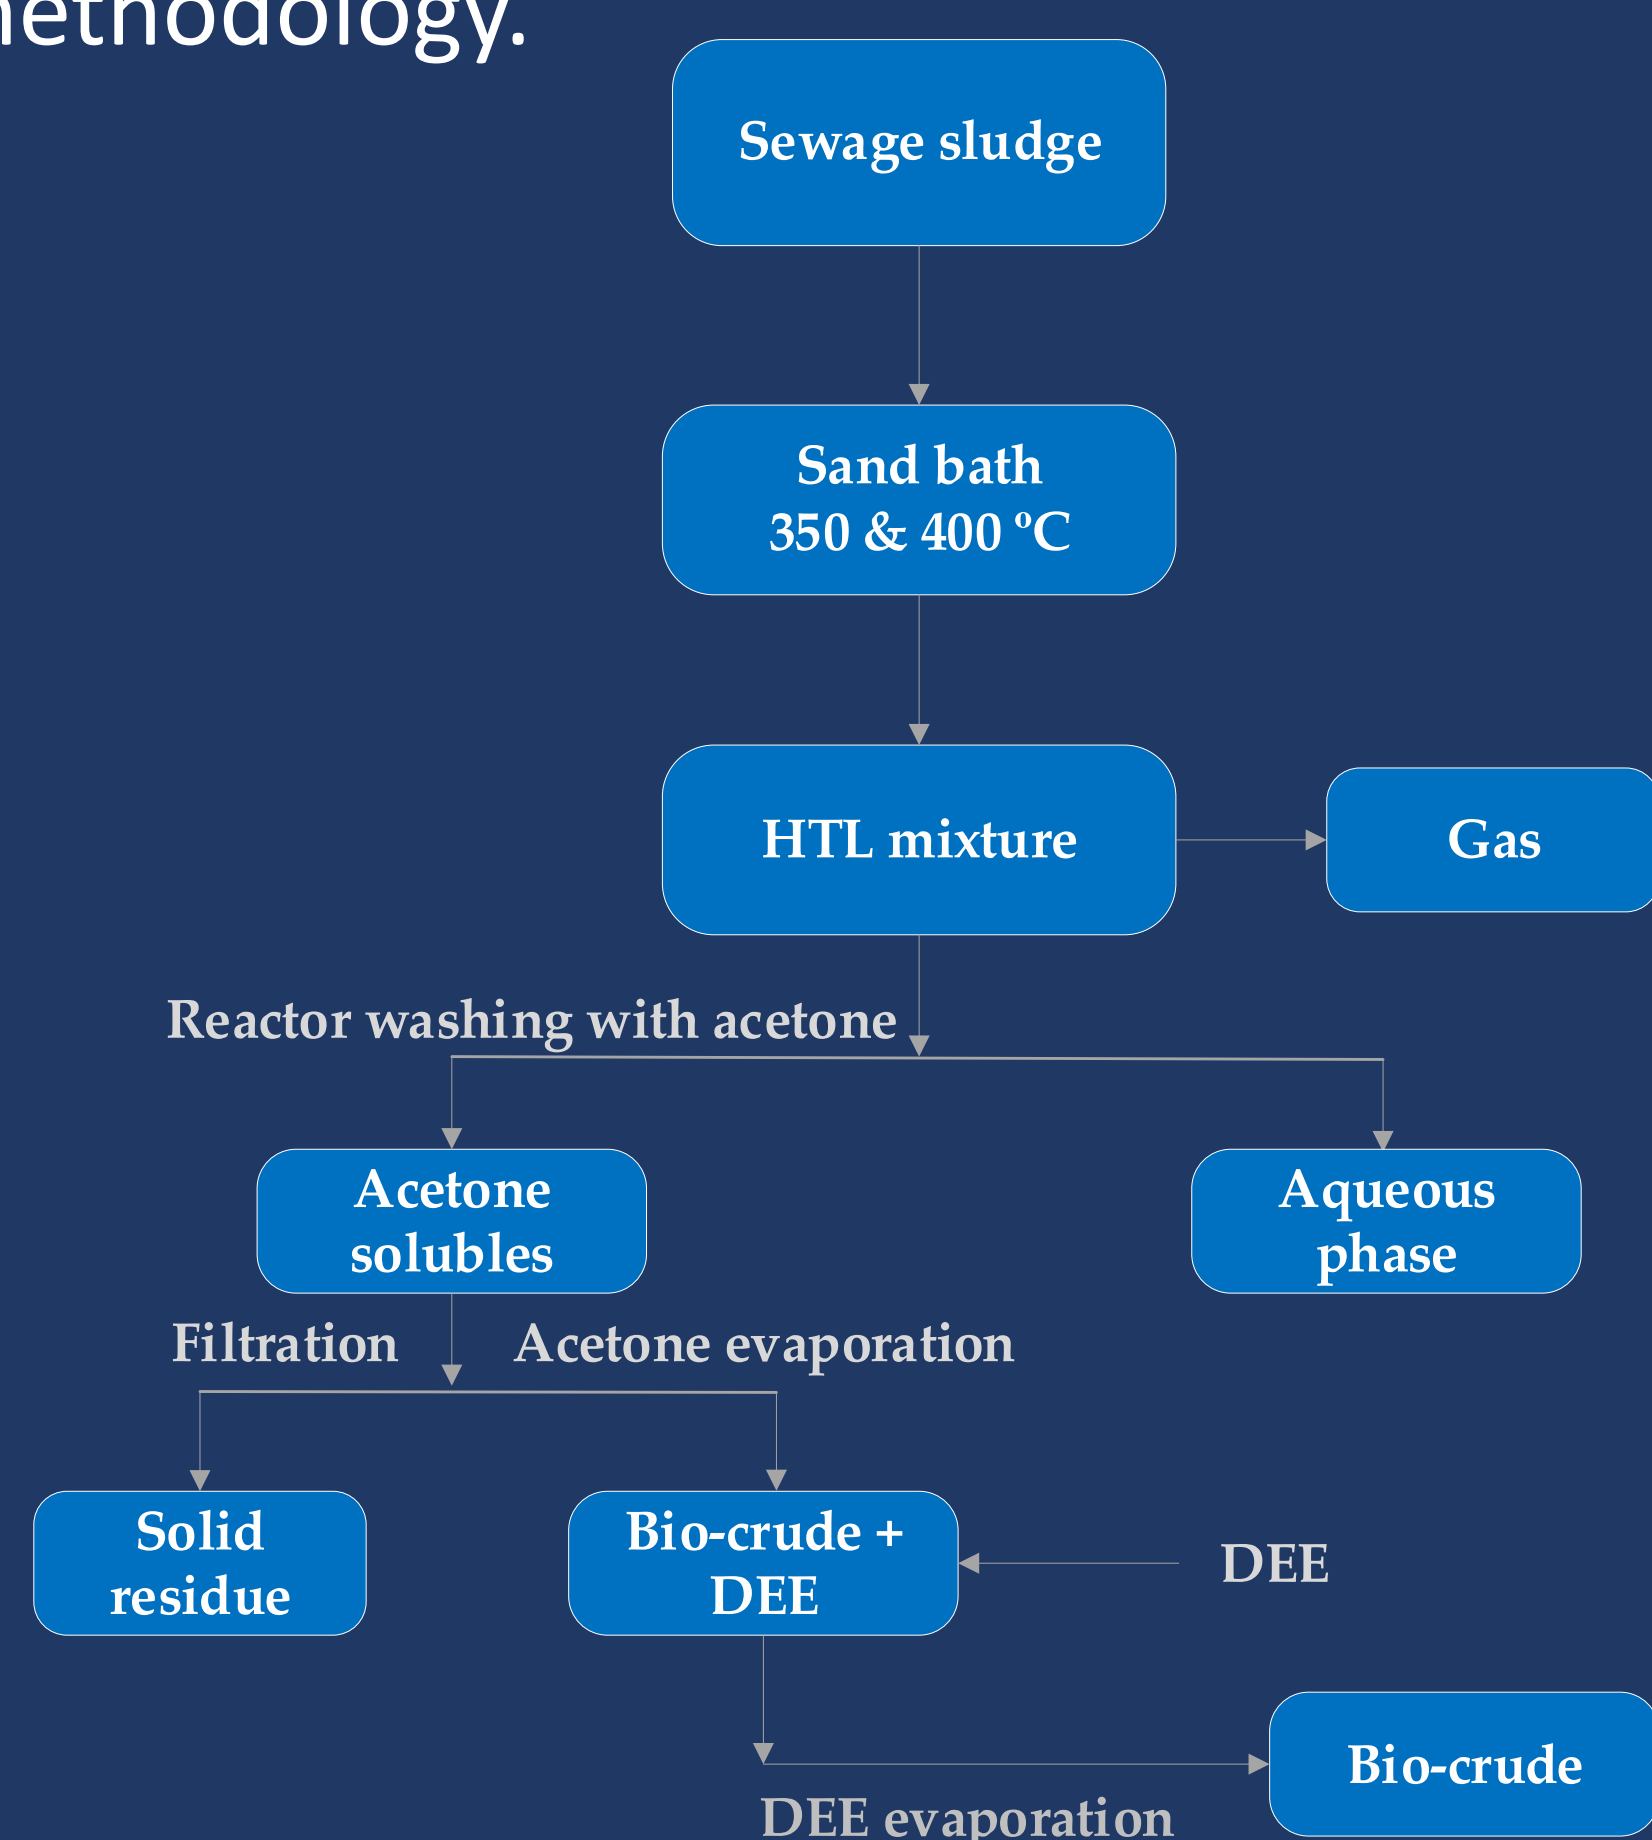 methodology.
Sewage sludge
Sand bath
350 & 400 ºC
HTL mixture
Gas
Reactor washing with acetone
Acetone
solubles
Aqueous
phase
Filtration
Acetone evaporation
Solid
residue
Bio-crude +
DEE
DEE
Bio-crude
DEE evaporation